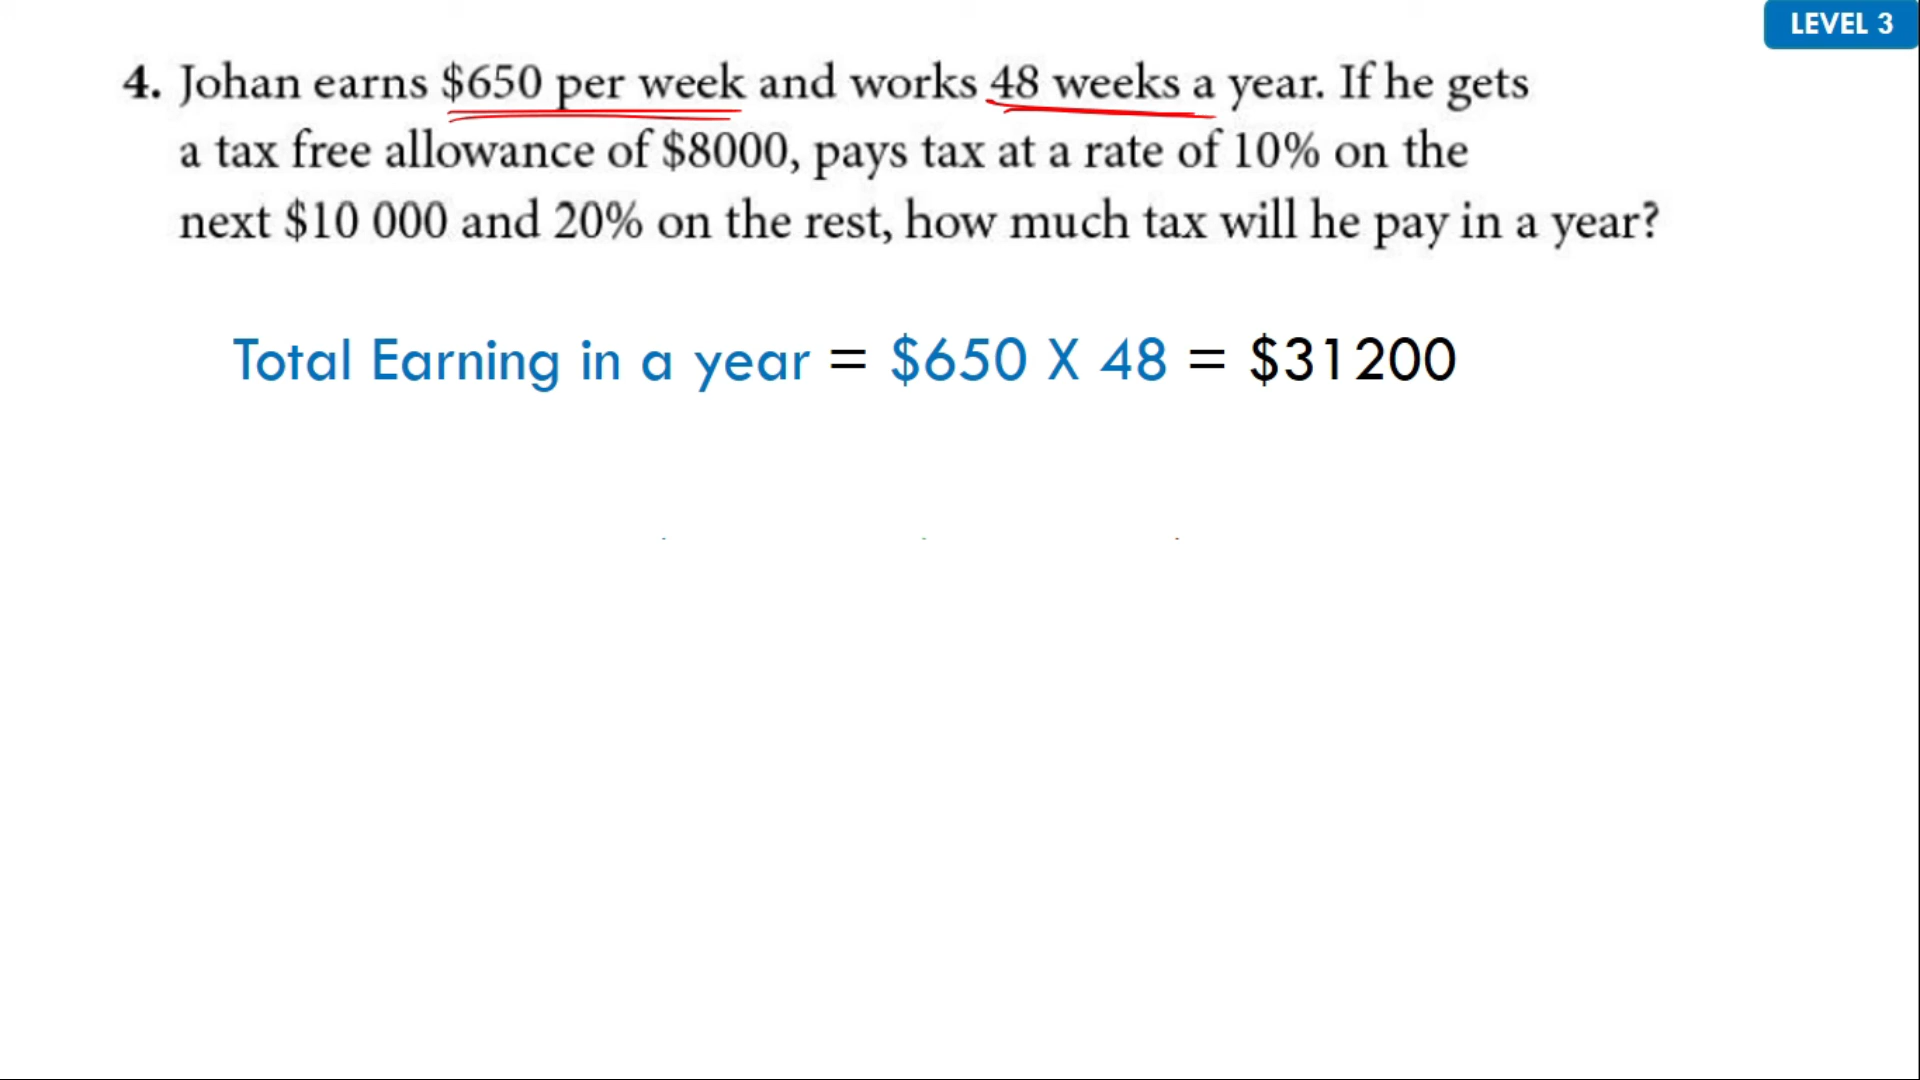 LEVEL 3
4. Johan earns $650 per week and works 48 weeks a year. If he gets
a tax free allowance of $8000, pays tax at a rate of 10% on the
next $10 000 and 20% on the rest, how much tax will he pay in a year?
Total Earning in a year = $650 X 48 = $31200